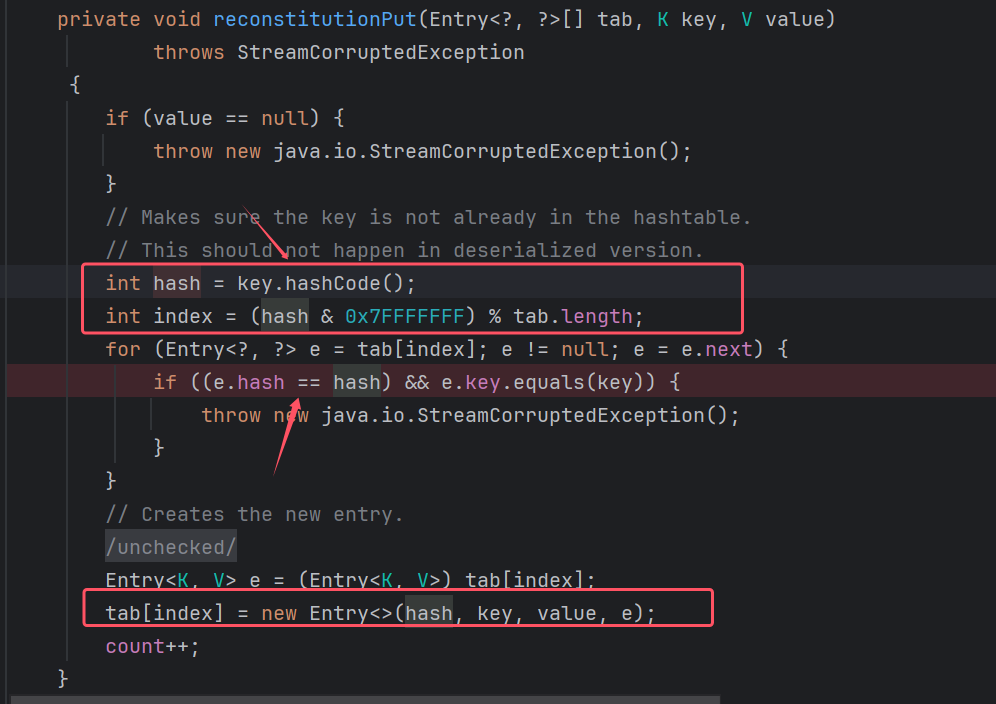 private void reconstitutionPut(Entry<?, ?>[] tab, K key, V value)
throws StreamCorruptedException
{
if (value == null) {
throw new java.io.StreamCorruptedException();
}
// Makes sure the key is not already in the hashtable.
// This should not happen in deserialized version.
int hash = key.hashCode();
int index = (hash & 0x7FFFFFFF) % tab.length;
for (Entry<?, ?> e = tab[index]; e != null; e = e.next) {
if ((e.hash == hash) && e.key.equals(key)) {
throw new java.io.StreamCorruptedException();
}
}
// Creates the new entry.
/unchecked/
Entry<K, V> e = (Entry<K, V>) tab[index];
tab[index] = new Entry<>(hash, key, value, e);
count++;
}